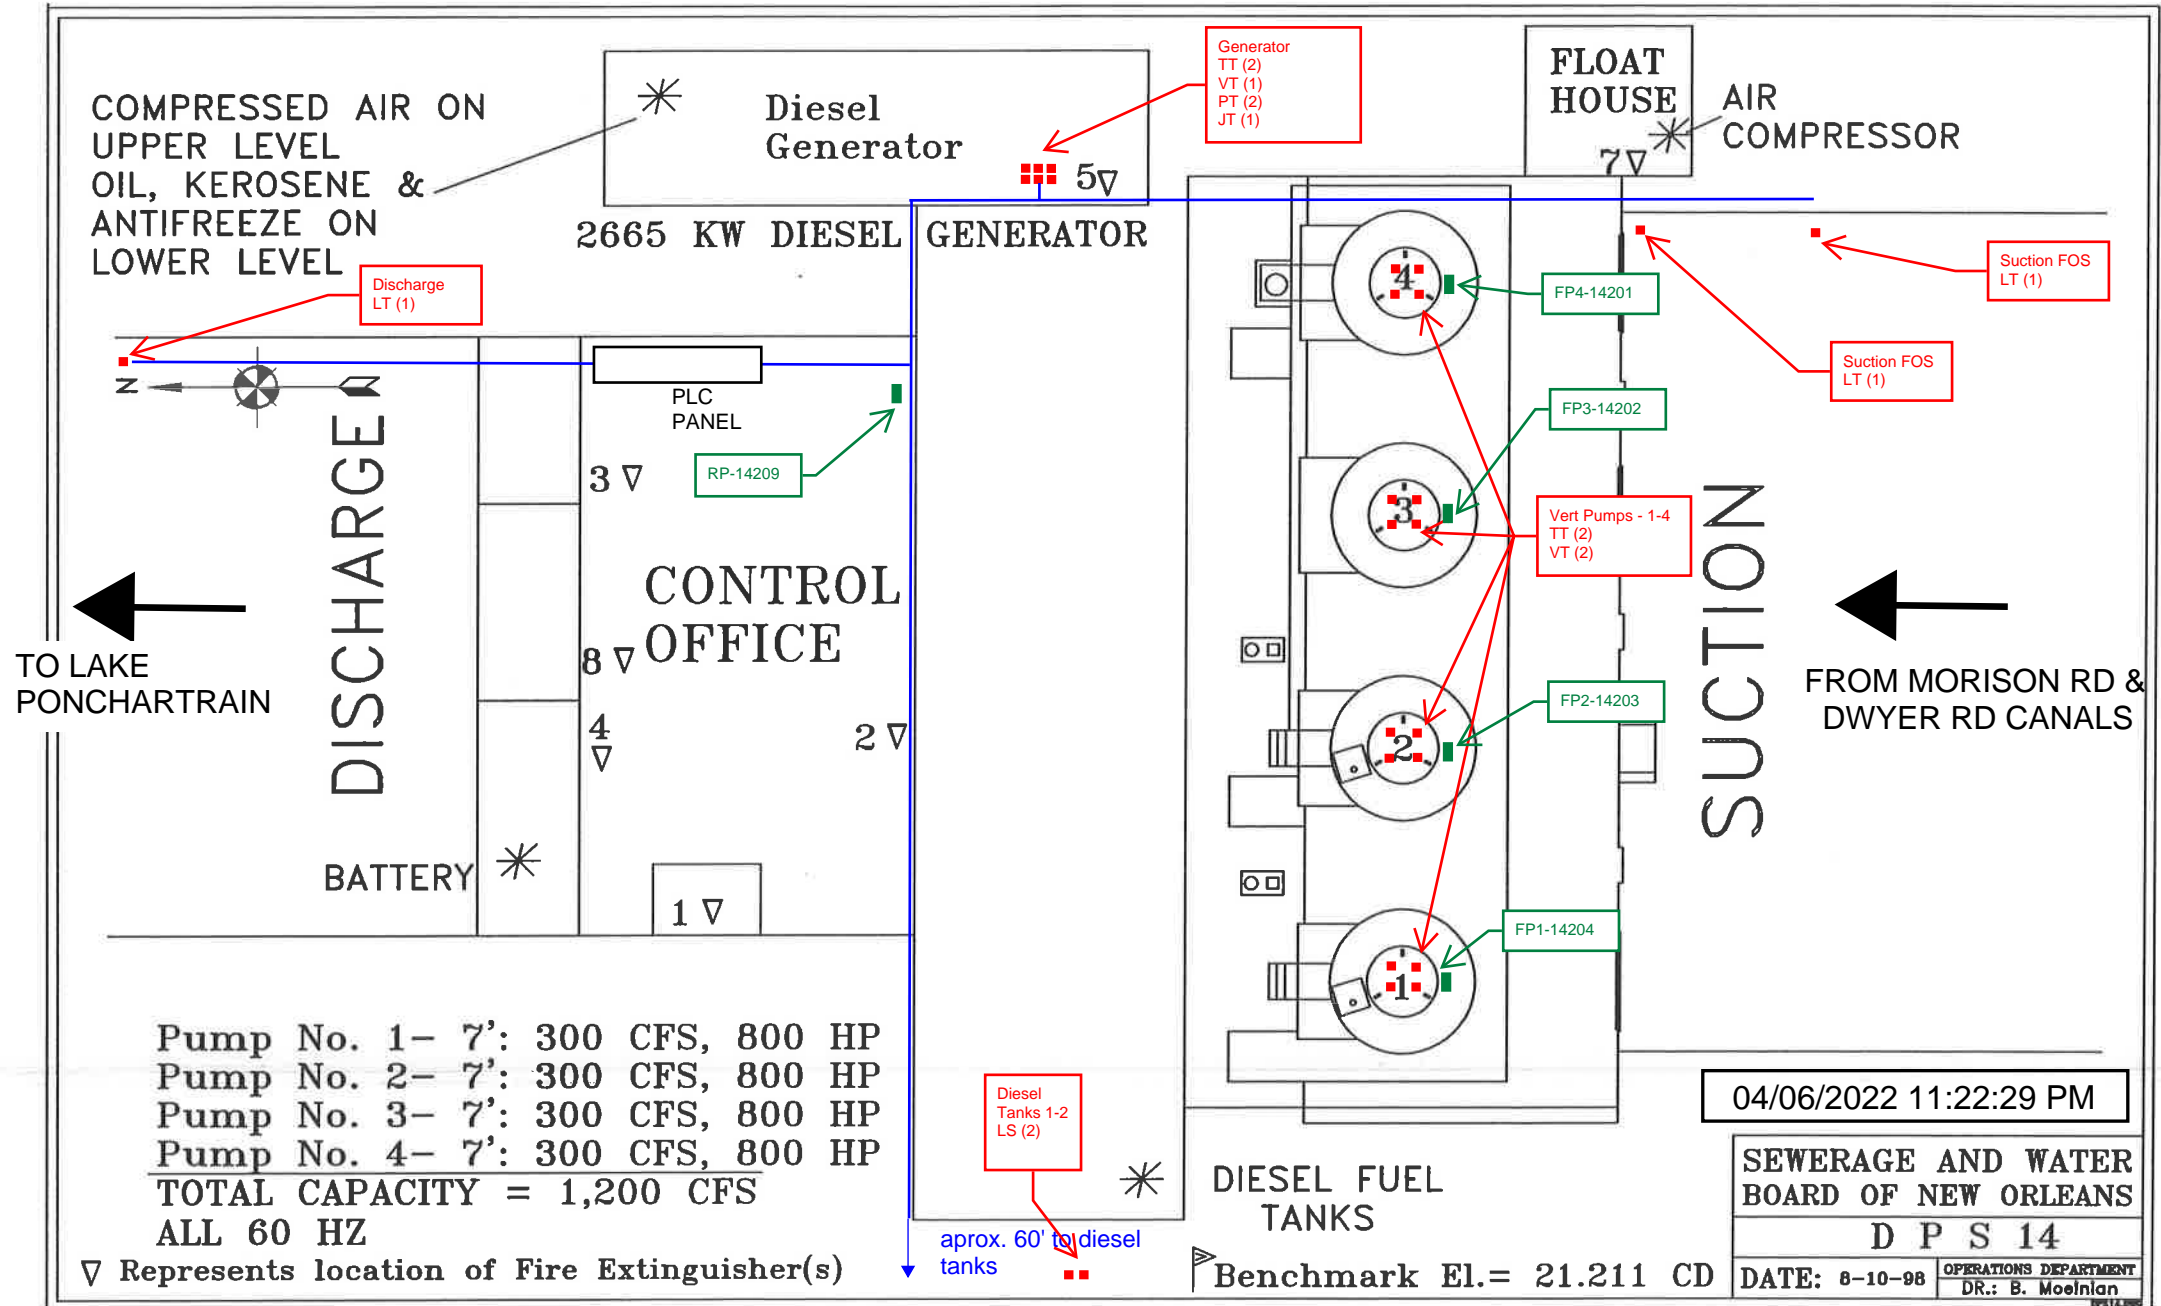 COMPRESSED AIR ON
UPPER LEVEL
OIL, KEROSENE &
ANTIFREEZE ON
LOWER LEVEL
Diesel
Generator
2665 KW DIESEL GENERATOR
5
Generator
TT (2)
VT (1)
PT (2)
JT (1)
FLOAT
HOUSE
7
AIR
COMPRESSOR
Discharge
LT (1)
Suction FOS
LT (1)
Suction FOS
LT (1)
N
PLC
PANEL
RP-14209
DISCHARGE
3
8
4
2
1
CONTROL
OFFICE
BATTERY
TO LAKE
PONCHARTRAIN
4
3
2
1
FP4-14201
FP3-14202
Vert Pumps - 1-4
TT (2)
VT (2)
FP2-14203
FP1-14204
SUCTION
FROM MORISON RD &
DWYER RD CANALS
Pump No. 1- 7': 300 CFS, 800 HP
Pump No. 2- 7': 300 CFS, 800 HP
Pump No. 3- 7': 300 CFS, 800 HP
Pump No. 4- 7': 300 CFS, 800 HP
TOTAL CAPACITY = 1,200 CFS
ALL 60 HZ
Represents location of Fire Extinguisher(s)
Diesel
Tanks 1-2
LS (2)
aprox. 60' to diesel
tanks
DIESEL FUEL
TANKS
Benchmark El.= 21.211 CD
04/06/2022 11:22:29 PM
SEWERAGE AND WATER
BOARD OF NEW ORLEANS
D P S 14
DATE: 8-10-98
OPERATIONS DEPARTMENT
DR.: B. Moeinian